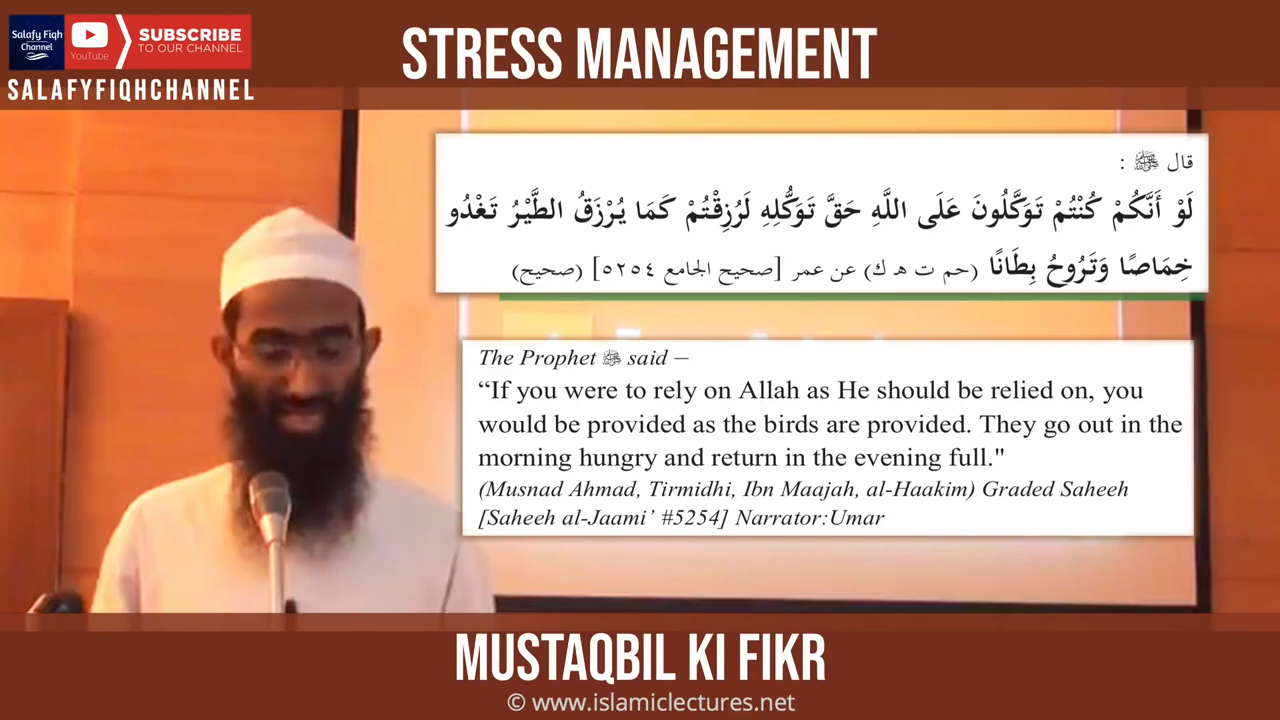 Salafy Fiqh
Channel
YouTube
SUBSCRIBE
TO OUR CHANNEL
SALAFYFIQHCHANNEL
STRESS MANAGEMENT
قال ﷺ :
لَوْ أَنَّكُمْ كُنْتُمْ تَوَكَّلُونَ عَلَى اللَّهِ حَقَّ تَوَكُّلِهِ لَرُزِقْتُمْ كَمَا يُرْزَقُ الطَّيْرُ تَغْدُو
خِمَاصًا وَتَرُوحُ بِطَانًا (حم ت هـ ك) عن عمر [صحيح الجامع ٥٢٥٤] (صحيح)
The Prophet ﷺ said –
“If you were to rely on Allah as He should be relied on, you
would be provided as the birds are provided. They go out in the
morning hungry and return in the evening full."
(Musnad Ahmad, Tirmidhi, Ibn Maajah, al-Haakim) Graded Saheeh
[Saheeh al-Jaami’ #5254] Narrator:Umar
MUSTAQBIL KI FIKR
© www.islamiclectures.net